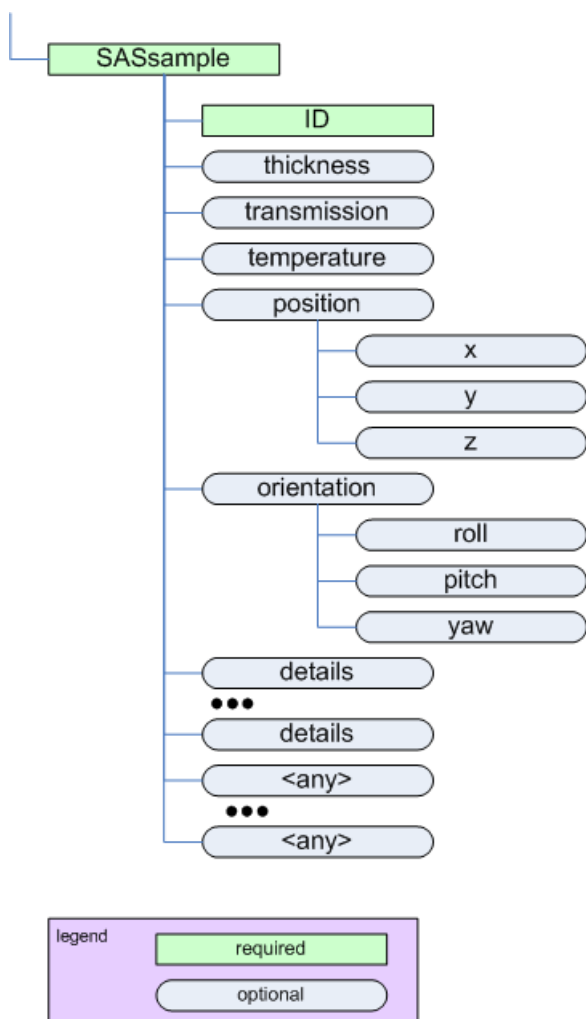 SASsample
ID
thickness
transmission
temperature
position
x
y
z
orientation
roll
pitch
yaw
details
•••
details
<any>
•••
<any>
legend
required
optional